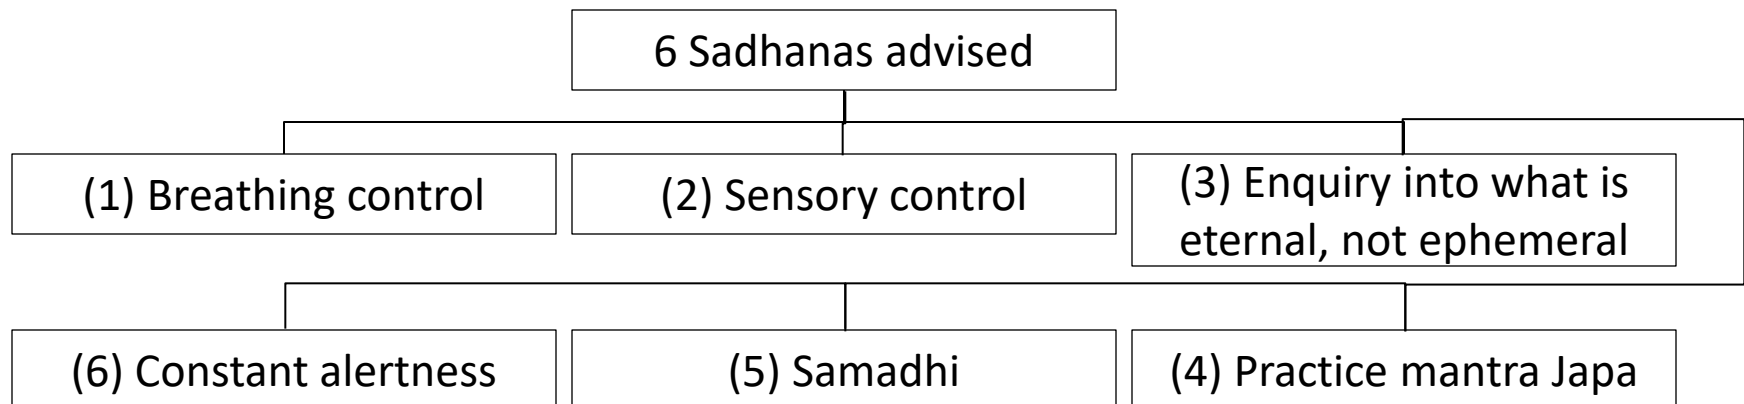 6 Sadhanas advised
(1) Breathing control
(2) Sensory control
(3) Enquiry into what is
eternal, not ephemeral
(6) Constant alertness
(5) Samadhi
(4) Practice mantra Japa